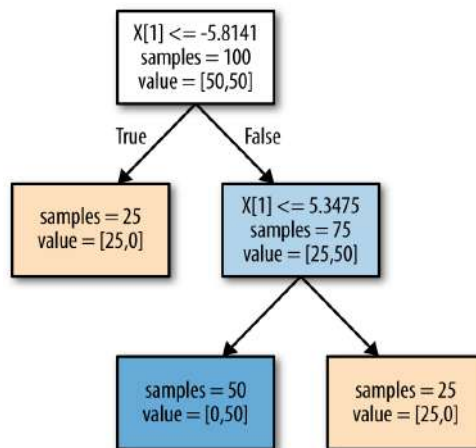 X[1] <= -5.8141
samples = 100
value = [50,50]
True
False
samples = 25
value = [25,0]
X[1] <= 5.3475
samples = 75
value = [25,50]
samples = 50
value = [0,50]
samples = 25
value = [25,0]